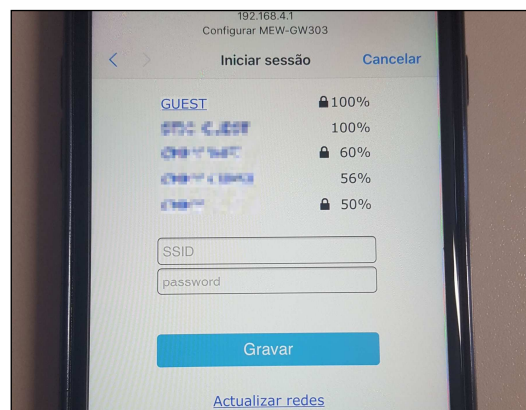 192.168.4.1
Configurar MEW-GW303
Iniciar sessão Cancelar
GUEST 100%
100%
60%
56%
50%
SSID
password
Gravar
Actualizar redes